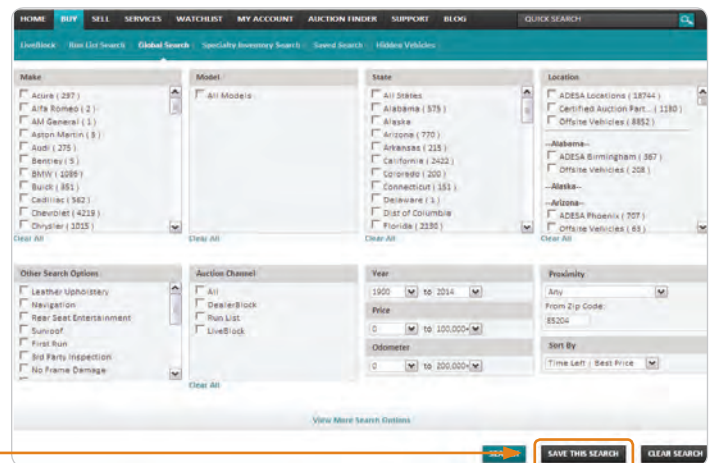 HOME BUY SELL SERVICES WATCHLIST MY ACCOUNT AUCTION FINDER SUPPORT BLOG QUICK SEARCH
LiveBlock Run List Search Global Search Specialty Inventory Search Saved Search Hidden Vehicles
Make
Acura ( 297 )
Alfa Romeo ( 2 )
AM General ( 1 )
Aston Martin ( 8 )
Audi ( 275 )
Bentley ( 5 )
BMW ( 1086 )
Buick ( 351 )
Cadillac ( 562 )
Chevrolet ( 4219 )
Chrysler ( 1015 )
Clear All
Model
All Models
Clear All
State
All States
Alabama ( 575 )
Alaska
Arizona ( 770 )
Arkansas ( 215 )
California ( 2422 )
Colorado ( 200 )
Connecticut ( 151 )
Delaware ( 1 )
Dist of Columbia
Florida ( 2190 )
Clear All
Location
ADESA Locations ( 18744 )
Certified Auction Part... ( 1180 )
Offsite Vehicles ( 8852 )
--Alabama--
ADESA Birmingham ( 367 )
Offsite Vehicles ( 208 )
--Alaska--
--Arizona--
ADESA Phoenix ( 707 )
Offsite Vehicles ( 63 )
Clear All
Other Search Options
Leather Upholstery
Navigation
Rear Seat Entertainment
Sunroof
First Run
3rd Party Inspection
No Frame Damage
Auction Channel
All
DealerBlock
Run List
LiveBlock
Clear All
Year
1900 to 2014
Price
0 to 100,000+
Odometer
0 to 200,000+
Proximity
Any
From Zip Code:
85204
Sort By
Time Left | Best Price
View More Search Options
SAVE THIS SEARCH CLEAR SEARCH